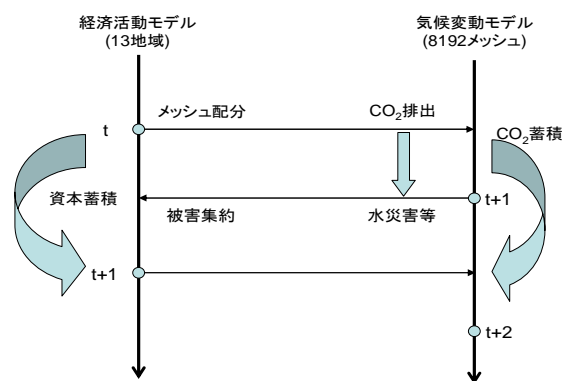 経済活動モデル
(13地域)
気候変動モデル
(8192メッシュ)
t
メッシュ配分
CO2排出
CO2蓄積
資本蓄積
被害集約
水災害等
t+1
t+1
t+2